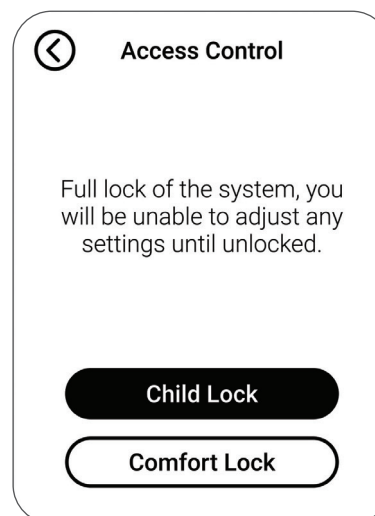 Access Control
Full lock of the system, you
will be unable to adjust any
settings until unlocked.
Child Lock
Comfort Lock